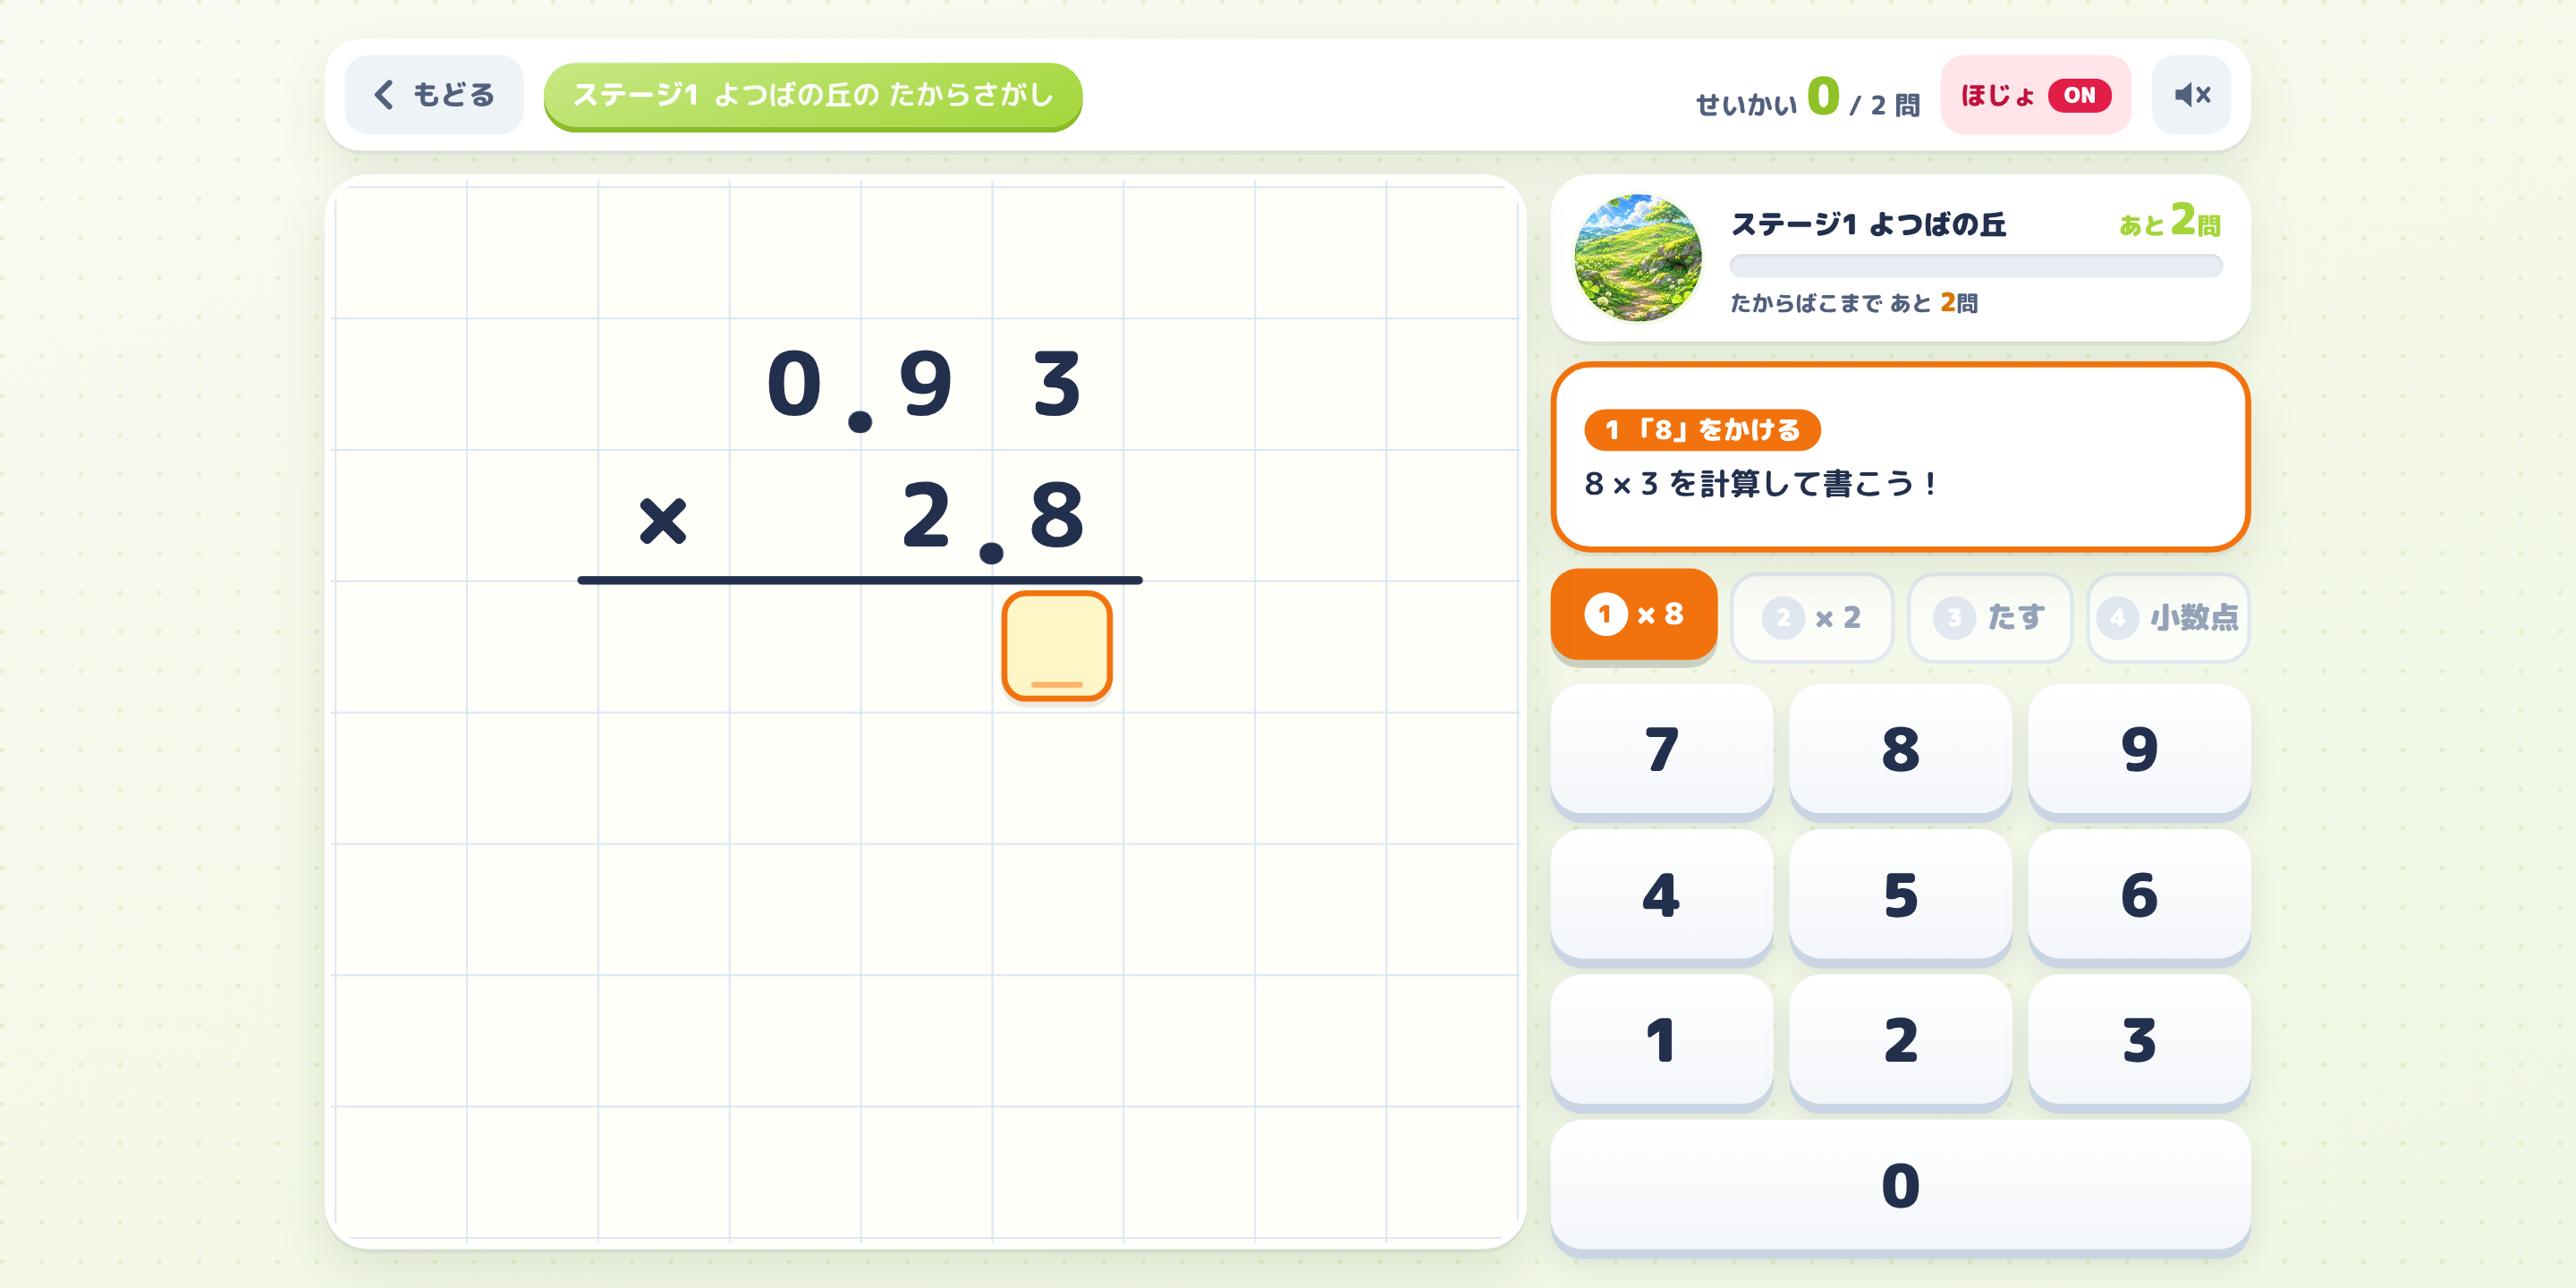 もどる
ステージ1 よつばの丘の たからさがし
せいかい 0 / 2 問
ほじょ ON
0.93
× 2.8
ステージ1 よつばの丘
あと2問
たからばこまで あと 2問
1 「8」をかける
8 × 3 を計算して書こう！
1 × 8
2 × 2
3 たす
4 小数点
7 8 9
4 5 6
1 2 3
0